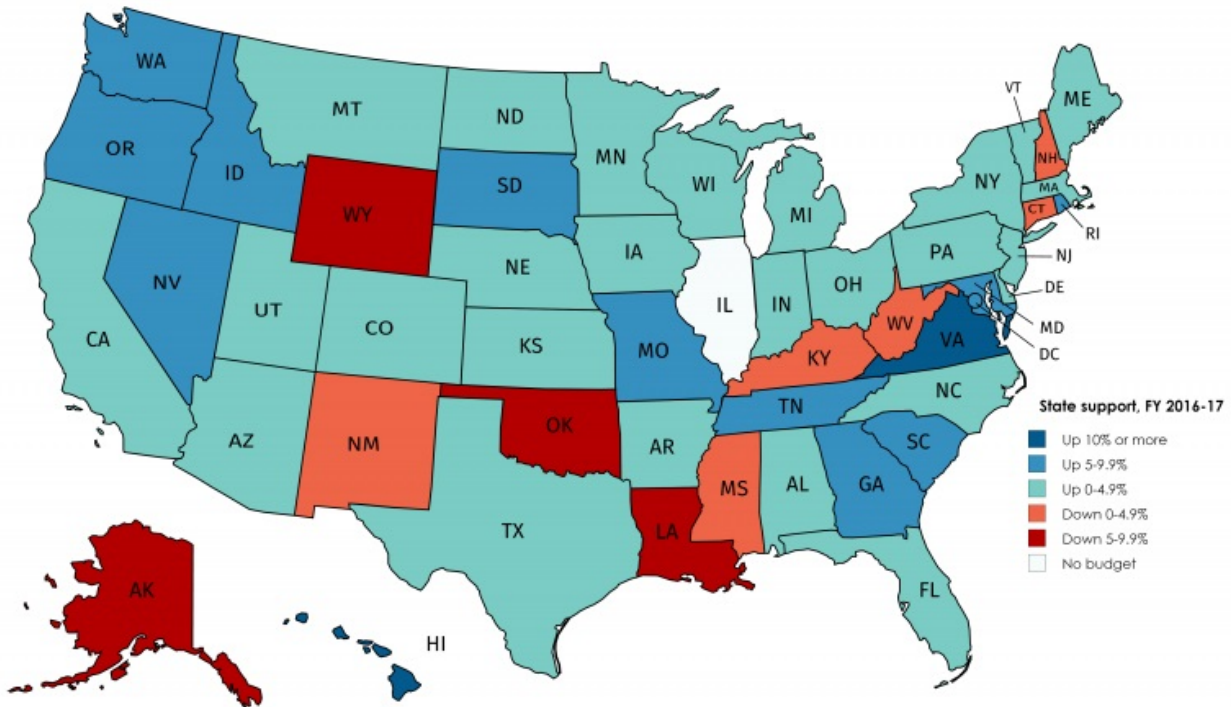 WA
MT
ND
MN
VT
ME
OR
ID
SD
WI
NY
NH
MA
WY
MI
CT
RI
NV
NE
IA
PA
NJ
UT
CO
IL
IN
OH
DE
CA
KS
MO
WV
MD
KY
VA
DC
AZ
NM
OK
TN
NC
AR
SC
MS
AL
GA
TX
LA
FL
AK
HI
State support, FY 2016-17
Up 10% or more
Up 5-9.9%
Up 0-4.9%
Down 0-4.9%
Down 5-9.9%
No budget